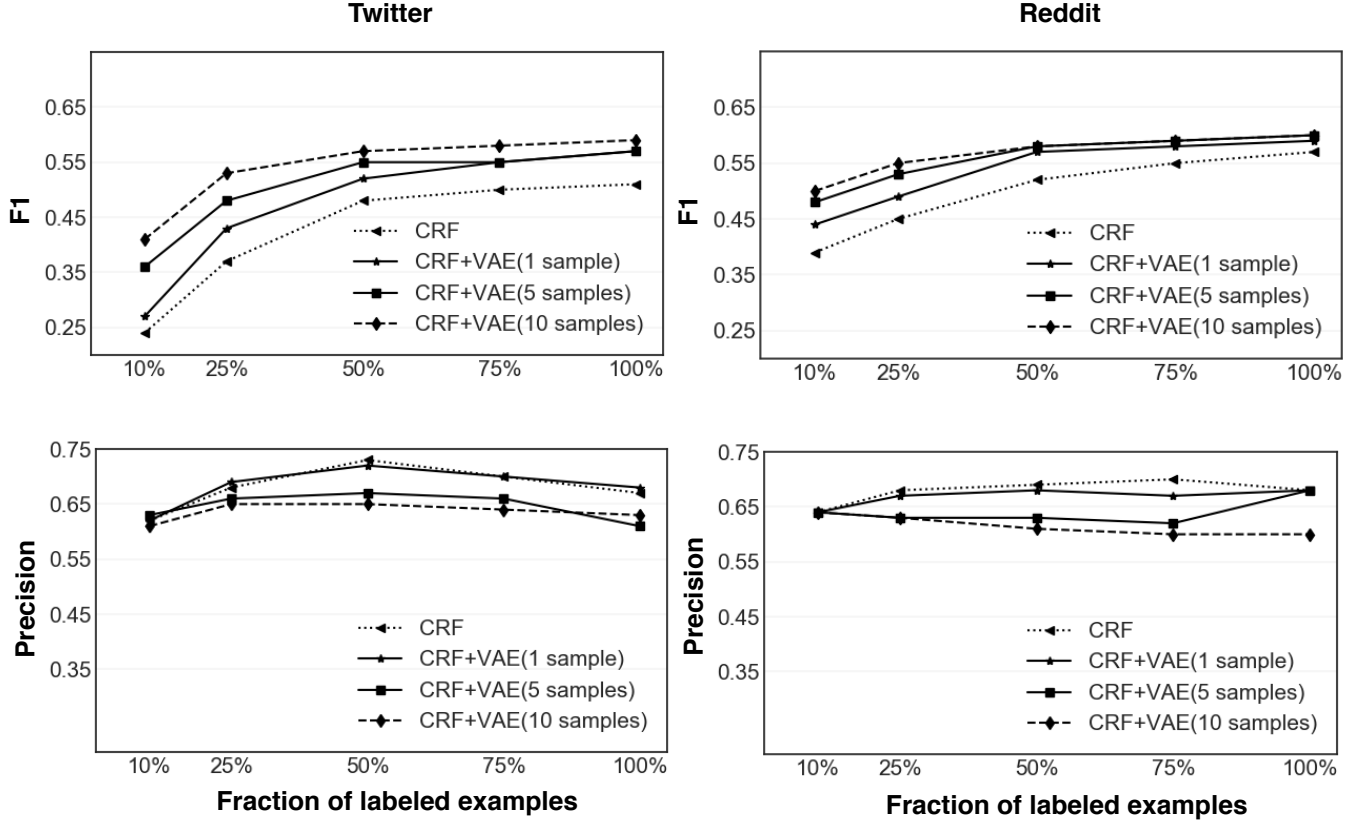 Twitter
0.65
0.55
0.45
0.35
0.25
F1
CRF
CRF+VAE(1 sample)
CRF+VAE(5 samples)
CRF+VAE(10 samples)
10% 25% 50% 75% 100%
Reddit
0.65
0.55
0.45
0.35
0.25
F1
CRF
CRF+VAE(1 sample)
CRF+VAE(5 samples)
CRF+VAE(10 samples)
10% 25% 50% 75% 100%
0.75
0.65
0.55
0.45
0.35
Precision
CRF
CRF+VAE(1 sample)
CRF+VAE(5 samples)
CRF+VAE(10 samples)
10% 25% 50% 75% 100%
Fraction of labeled examples
0.75
0.65
0.55
0.45
0.35
Precision
CRF
CRF+VAE(1 sample)
CRF+VAE(5 samples)
CRF+VAE(10 samples)
10% 25% 50% 75% 100%
Fraction of labeled examples